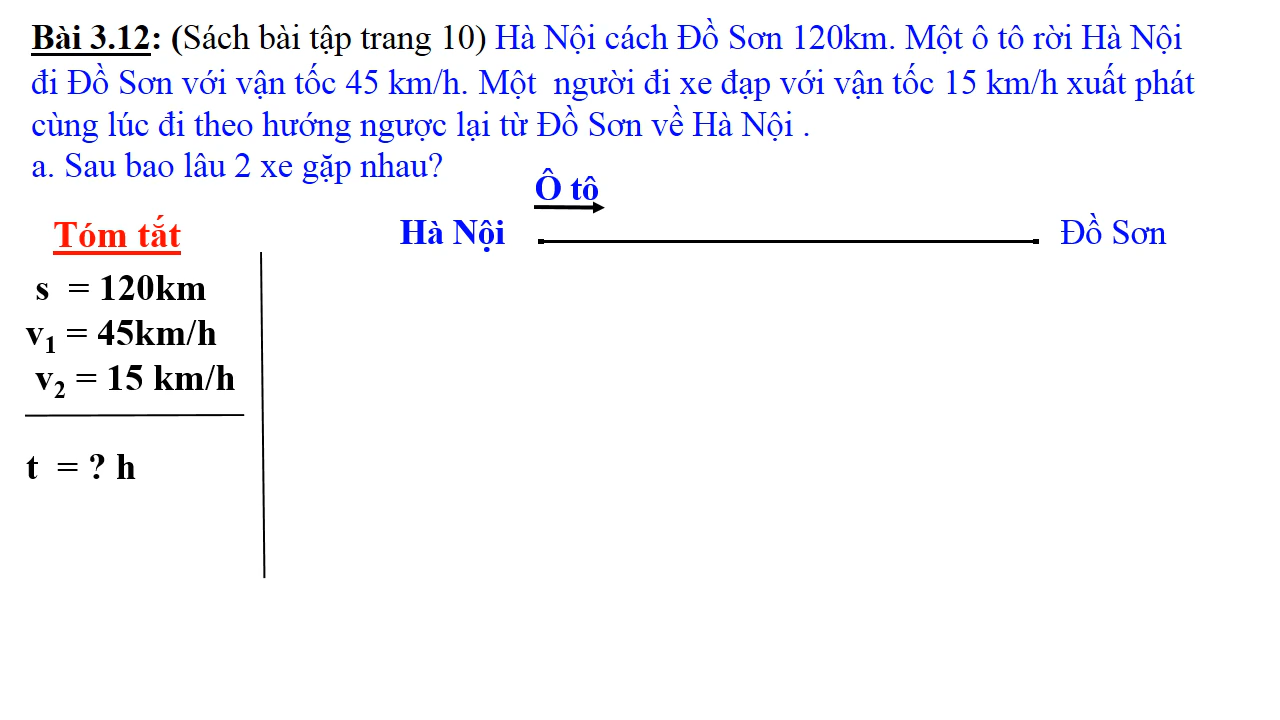 Bài 3.12: (Sách bài tập trang 10) Hà Nội cách Đồ Sơn 120km. Một ô tô rời Hà Nội
đi Đồ Sơn với vận tốc 45 km/h. Một người đi xe đạp với vận tốc 15 km/h xuất phát
cùng lúc đi theo hướng ngược lại từ Đồ Sơn về Hà Nội .
a. Sau bao lâu 2 xe gặp nhau?
Ô tô
Hà Nội
Đồ Sơn
Tóm tắt
s = 120km
v₁ = 45km/h
v₂ = 15 km/h
t = ? h